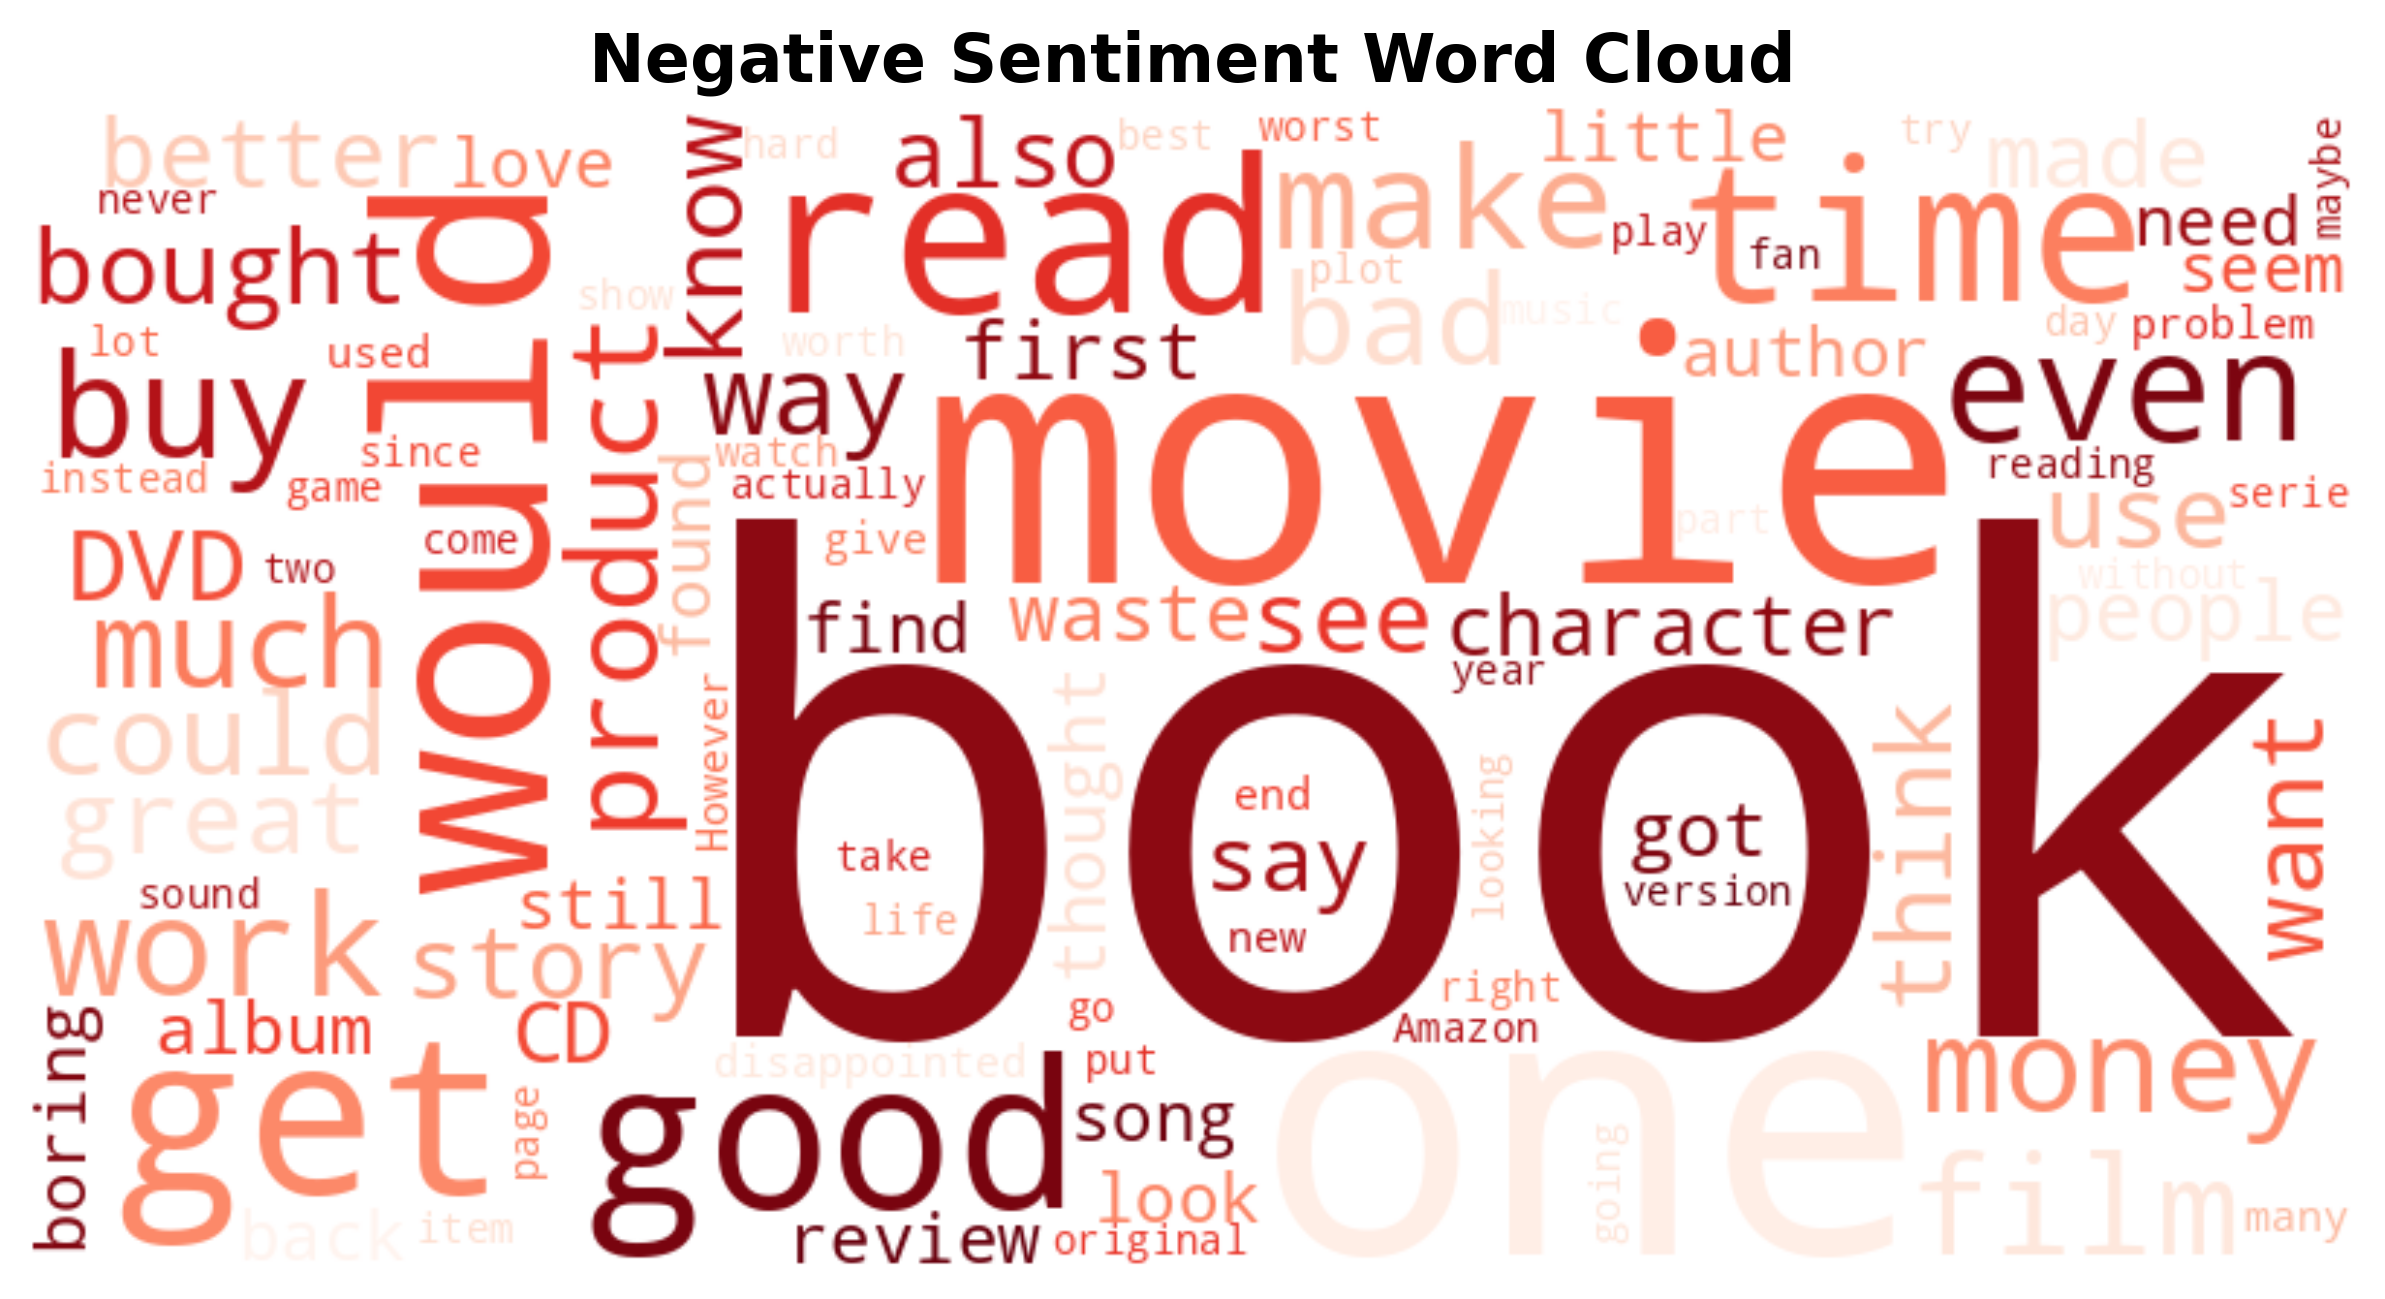 Negative Sentiment Word Cloud
better
love
never
bought
would
know
hard
also
best
worst
read
make
little
try
made
maybe
time
play
fan
need
seem
plot
bad
music
show
lot
used
buy
product
worth
first
author
day
problem
way
movie
even
since
instead
game
watch
found
actually
reading
use
serie
DVD
two
come
give
part
without
people
much
find
waste
see
character
year
book
could
However
thought
looking
think
want
great
end
say
new
got
version
take
life
sound
still
work
story
right
Amazon
go
boring
album
CD
get
page
disappointed
put
good
song
one
money
back
item
review
look
original
going
film
many